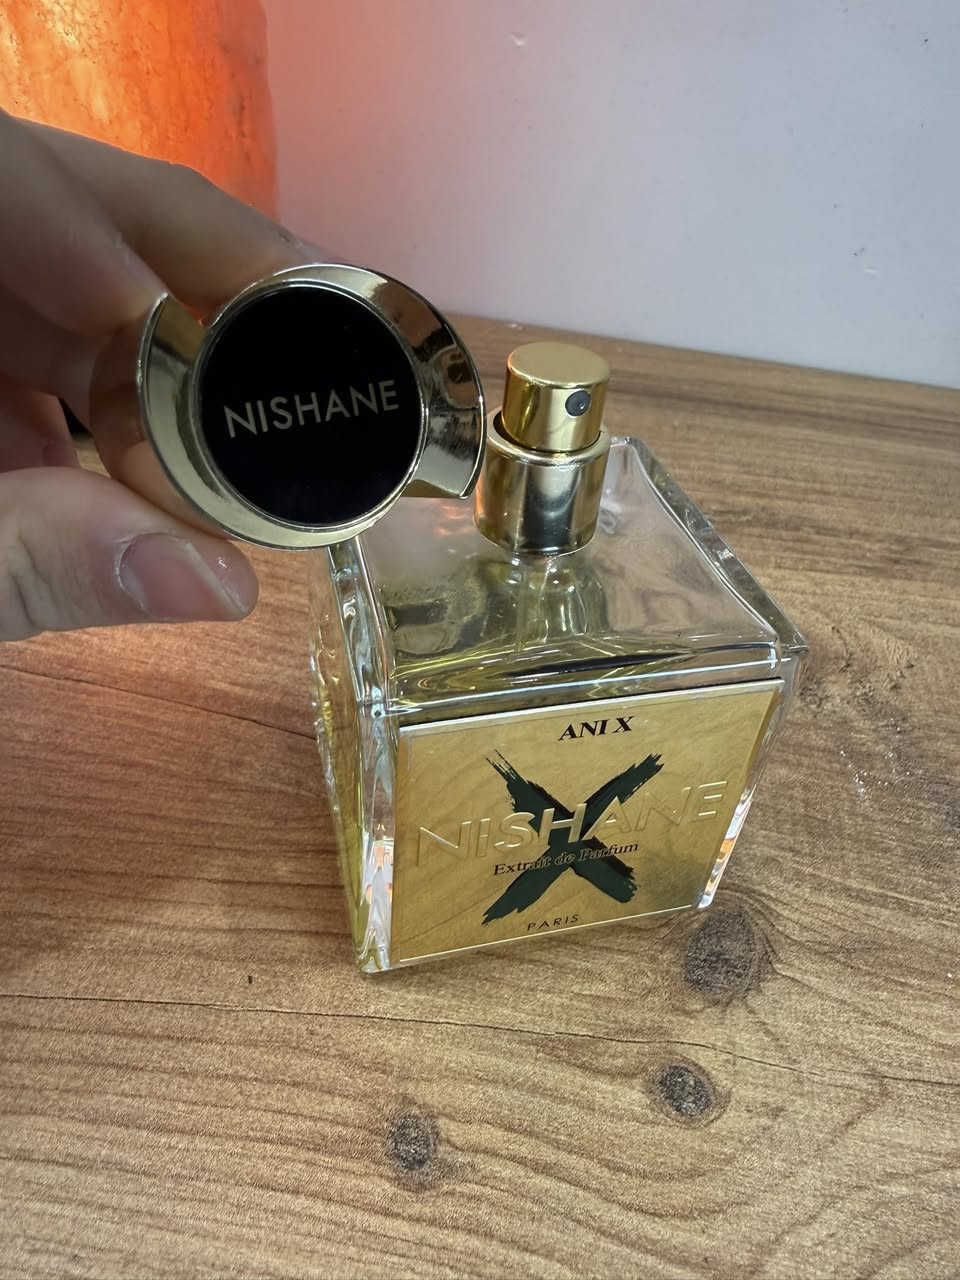 NISHANE
ANI X
NISHANE
Extrait de Parfum
PARIS